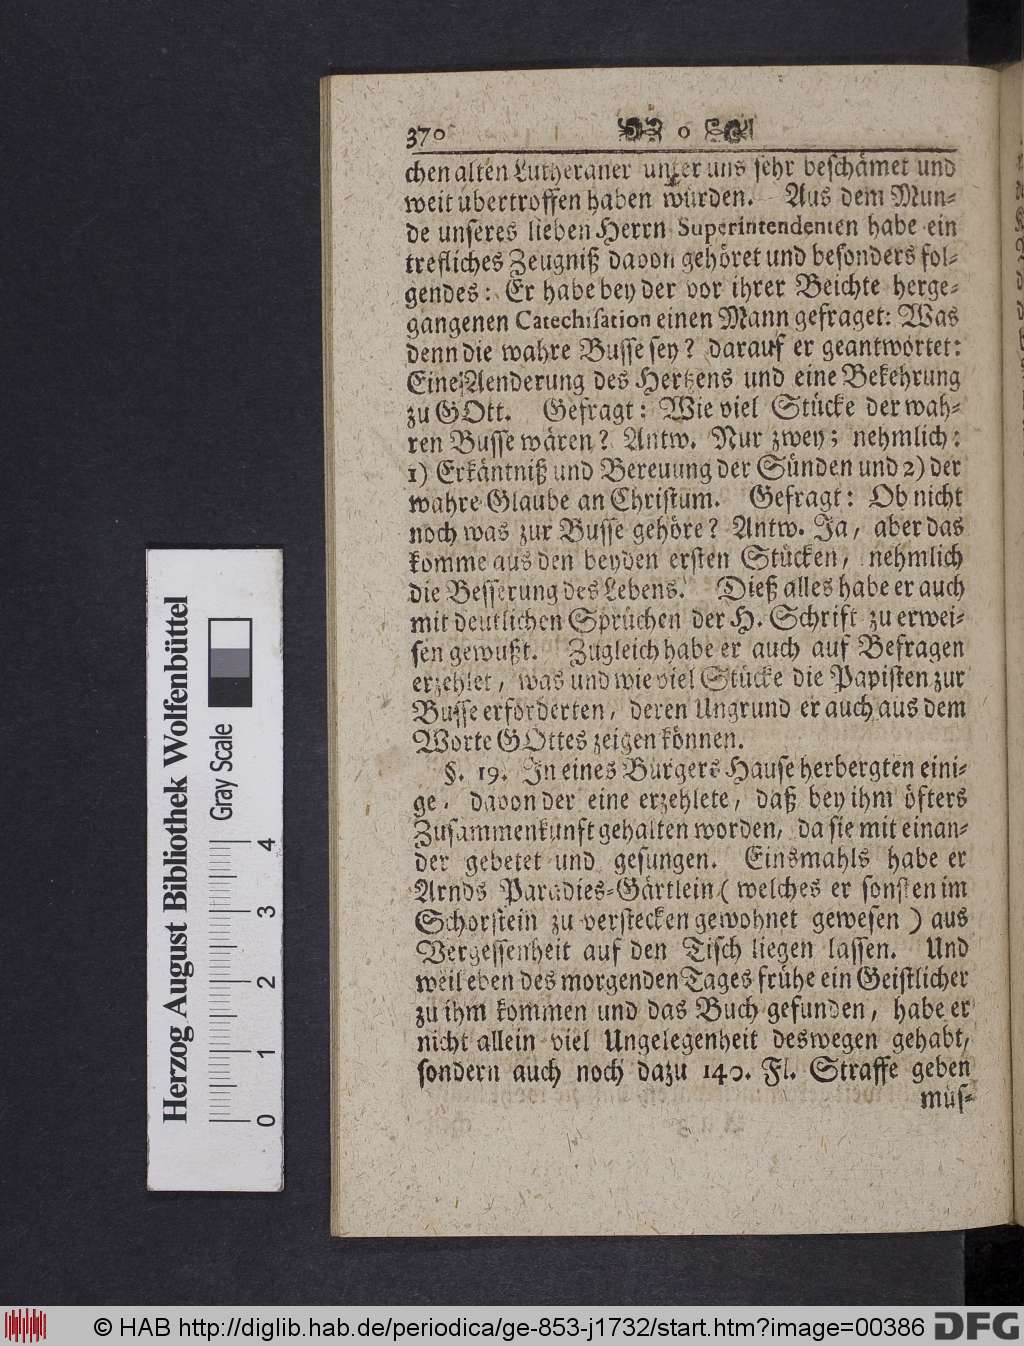 370 o
chen alten Lutheraner unter uns sehr beschämet und
weit übertroffen haben würden. Aus dem Mun-
de unseres lieben Herrn Superintendenten habe ein
trefliches Zeugniß davon gehöret und besonders fol-
gendes: Er habe bey der vor ihrer Beichte herge-
gangenen Catechisation einen Mann gefraget: Was
denn die wahre Busse sey? darauf er geantwortet:
Eine Aenderung des Hertzens und eine Bekehrung
zu GOtt. Gefragt: Wie viel Stücke der wah-
ren Busse wären? Antw. Nur zwey; nehmlich:
1) Erkäntniß und Bereuung der Sünden und 2) der
wahre Glaube an Christum. Gefragt: Ob nicht
noch was zur Busse gehöre? Antw. Ja, aber das
komme aus den beyden ersten Stücken, nehmlich
die Besserung des Lebens. Dieß alles habe er auch
mit deutlichen Sprüchen der H. Schrift zu erwei-
sen gewußt. Zugleich habe er auch auf Befragen
erzehlet, was und wie viel Stücke die Papisten zur
Busse erforderten, deren Ungrund er auch aus dem
Worte GOttes zeigen können.
§. 19. In eines Bürgers Hause herbergten eini-
ge, davon der eine erzehlete, daß bey ihm öfters
Zusammenkunft gehalten worden, da sie mit einan-
der gebetet und gesungen. Einsmahls habe er
Arnds Paradies-Gärtlein (welches er sonsten im
Schorstein zu verstecken gewohnet gewesen) aus
Vergessenheit auf den Tisch liegen lassen. Und
weil eben des morgenden Tages frühe ein Geistlicher
zu ihm kommen und das Buch gefunden, habe er
nicht allein viel Ungelegenheit deswegen gehabt,
sondern auch noch dazu 140. Fl. Straffe geben
müs-
Herzog August Bibliothek Wolfenbüttel
Gray Scale
0 1 2 3 4
© HAB http://diglib.hab.de/periodica/ge-853-j1732/start.htm?image=00386 DFG